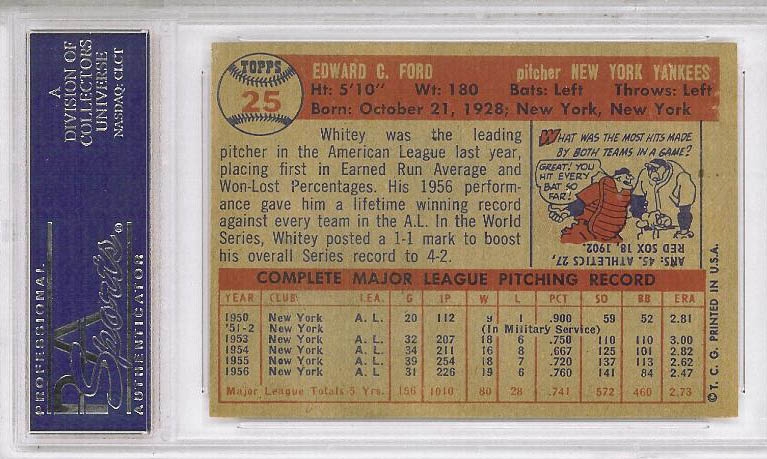 A
DIVISION OF
COLLECTORS
UNIVERSE
NASDAQ: CLCT
PROFESSIONAL
PSA
Sports®
AUTHENTICATOR
TOPPS
25
EDWARD C. FORD pitcher NEW YORK YANKEES
Ht: 5'10" Wt: 180 Bats: Left Throws: Left
Born: October 21, 1928; New York, New York
Whitey was the leading
pitcher in the American League last year,
placing first in Earned Run Average and
Won-Lost Percentages. His 1956 perform-
ance gave him a lifetime winning record
against every team in the A.L. In the World
Series, Whitey posted a 1-1 mark to boost
his overall Series record to 4-2.
WHAT WAS THE MOST HITS MADE
BY BOTH TEAMS IN A GAME?
GREAT! YOU
HIT EVERY
BAT SO
FAR!
ANS: 45. ATHLETICS 27,
RED SOX 18, 1902.
COMPLETE MAJOR LEAGUE PITCHING RECORD
YEAR CLUB LEA. G IP W L PCT SO BB ERA
1950 New York A. L. 20 112 9 1 .900 59 52 2.81
'51-2 New York (In Military Service)
1953 New York A. L. 32 207 18 6 .750 110 110 3.00
1954 New York A. L. 34 211 16 8 .667 125 101 2.82
1955 New York A. L. 39 254 18 7 .720 137 113 2.62
1956 New York A. L. 31 226 19 6 .760 141 84 2.47
Major League Totals 5 Yrs. 156 1010 80 28 .741 572 460 2.73
© T. C. G. PRINTED IN U.S.A.